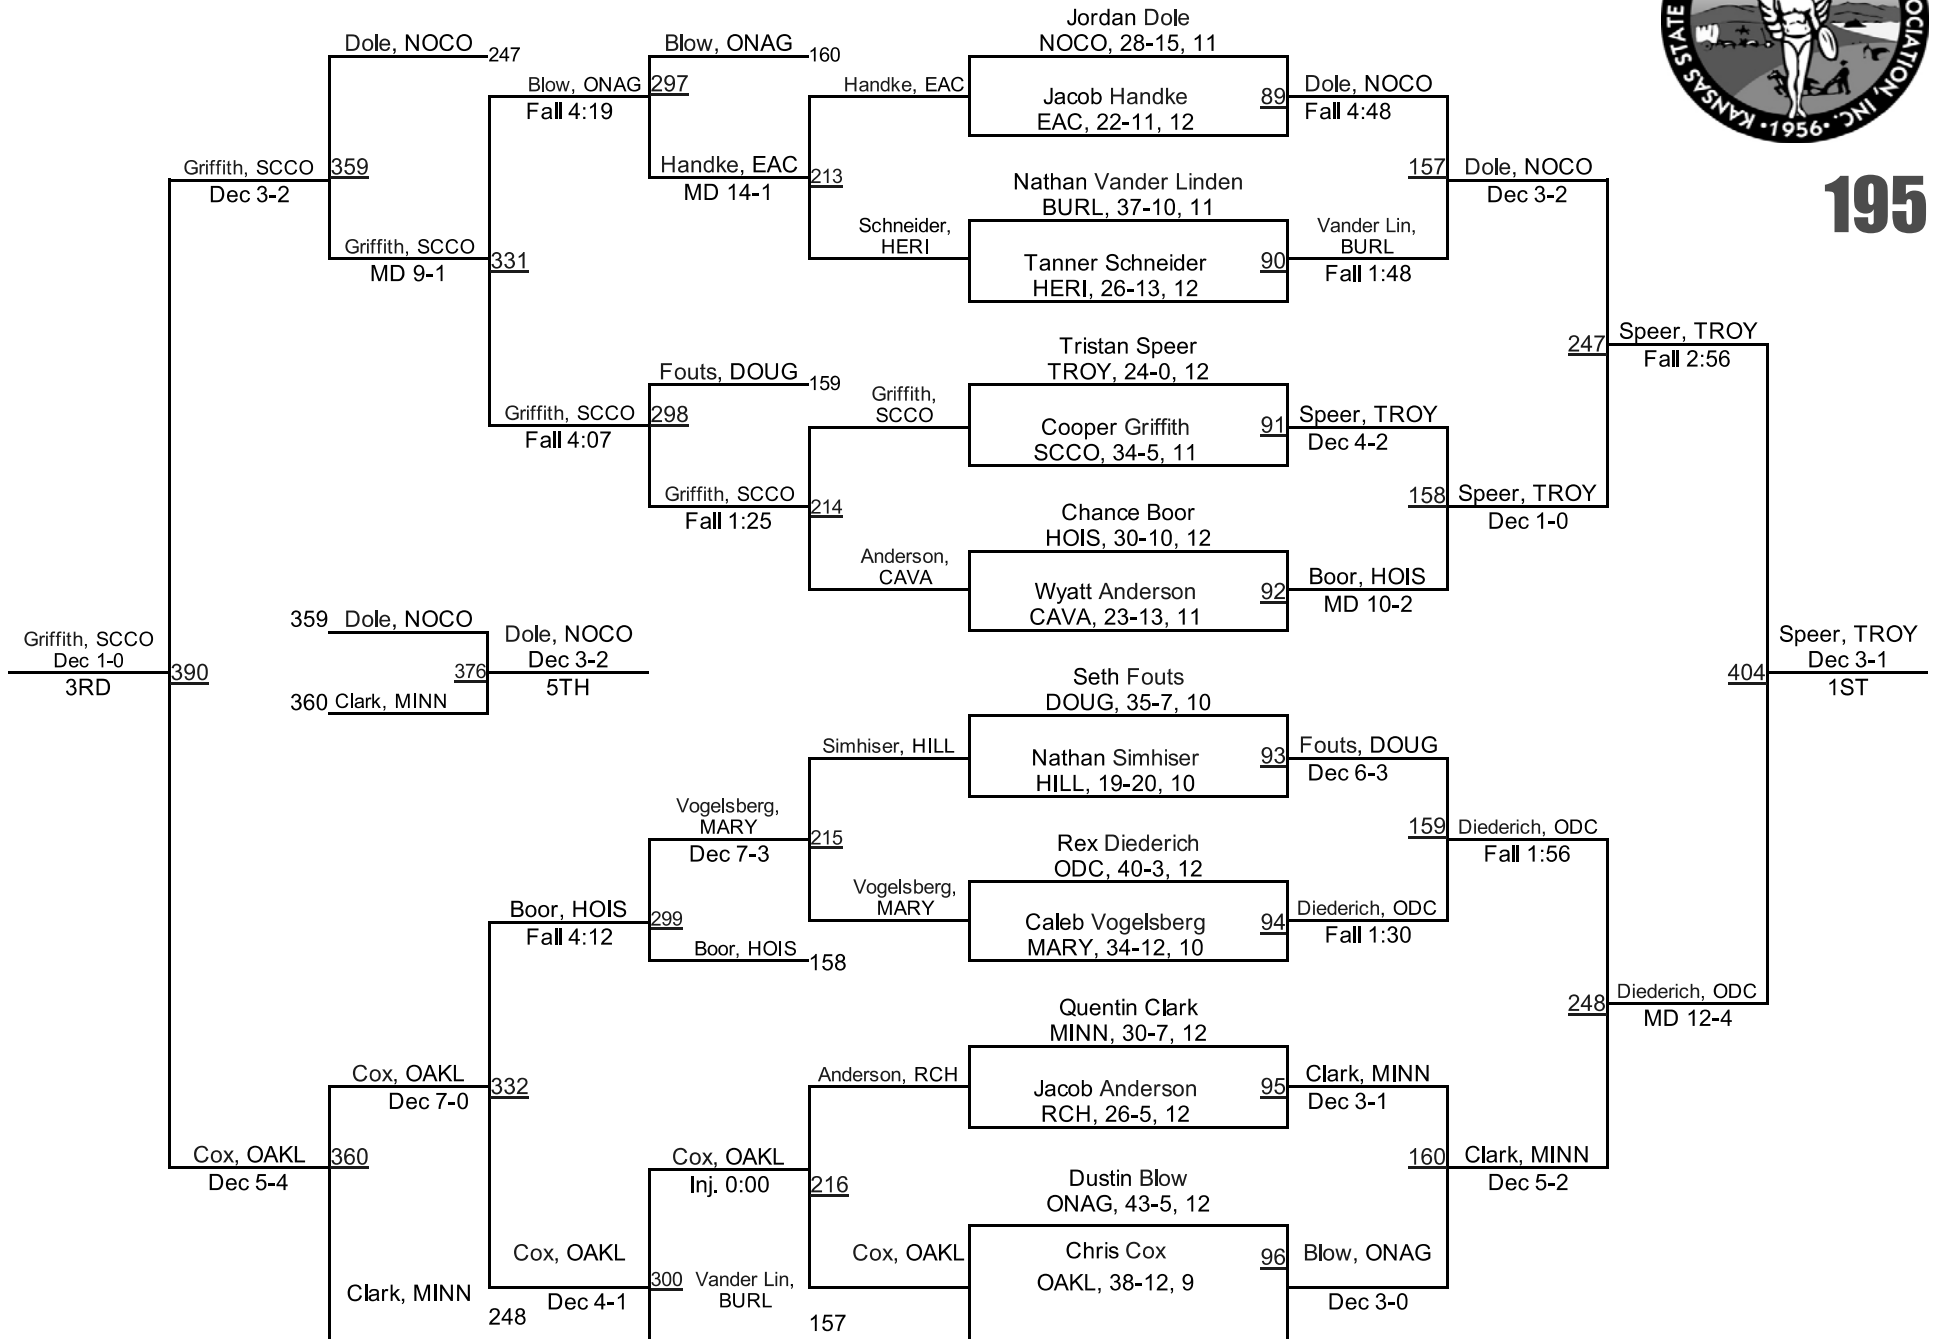 KANSAS STATE
OCIATION, INC.
•1956•
195
Dole, NOCO
247
Blow, ONAG
160
Jordan Dole
NOCO, 28-15, 11
Blow, ONAG
297
Fall 4:19
Handke, EAC
Jacob Handke
EAC, 22-11, 12
89
Dole, NOCO
Fall 4:48
Griffith, SCCO
359
Dec 3-2
Handke, EAC
213
MD 14-1
Nathan Vander Linden
BURL, 37-10, 11
157
Dole, NOCO
Dec 3-2
Griffith, SCCO
331
MD 9-1
Schneider,
HERI
Tanner Schneider
HERI, 26-13, 12
90
Vander Lin,
BURL
Fall 1:48
Tristan Speer
TROY, 24-0, 12
247
Speer, TROY
Fall 2:56
Fouts, DOUG
159
Griffith, SCCO
298
Fall 4:07
Griffith,
SCCO
Cooper Griffith
SCCO, 34-5, 11
91
Speer, TROY
Dec 4-2
Griffith, SCCO
214
Fall 1:25
Chance Boor
HOIS, 30-10, 12
158
Speer, TROY
Dec 1-0
Anderson,
CAVA
Wyatt Anderson
CAVA, 23-13, 11
92
Boor, HOIS
MD 10-2
Griffith, SCCO
Dec 1-0
3RD
390
359 Dole, NOCO
376
360 Clark, MINN
Dole, NOCO
Dec 3-2
5TH
Seth Fouts
DOUG, 35-7, 10
404
Speer, TROY
Dec 3-1
1ST
Simhiser, HILL
Nathan Simhiser
HILL, 19-20, 10
93
Fouts, DOUG
Dec 6-3
Vogelsberg,
MARY
215
Dec 7-3
Rex Diederich
ODC, 40-3, 12
159
Diederich, ODC
Fall 1:56
Boor, HOIS
299
Fall 4:12
Boor, HOIS
158
Vogelsberg,
MARY
Caleb Vogelsberg
MARY, 34-12, 10
94
Diederich, ODC
Fall 1:30
Quentin Clark
MINN, 30-7, 12
248
Diederich, ODC
MD 12-4
Cox, OAKL
332
Dec 7-0
Anderson, RCH
Jacob Anderson
RCH, 26-5, 12
95
Clark, MINN
Dec 3-1
Cox, OAKL
360
Dec 5-4
Cox, OAKL
216
Inj. 0:00
Dustin Blow
ONAG, 43-5, 12
160
Clark, MINN
Dec 5-2
Clark, MINN
248
Cox, OAKL
300
Dec 4-1
Vander Lin,
BURL
157
Cox, OAKL
Chris Cox
OAKL, 38-12, 9
96
Blow, ONAG
Dec 3-0